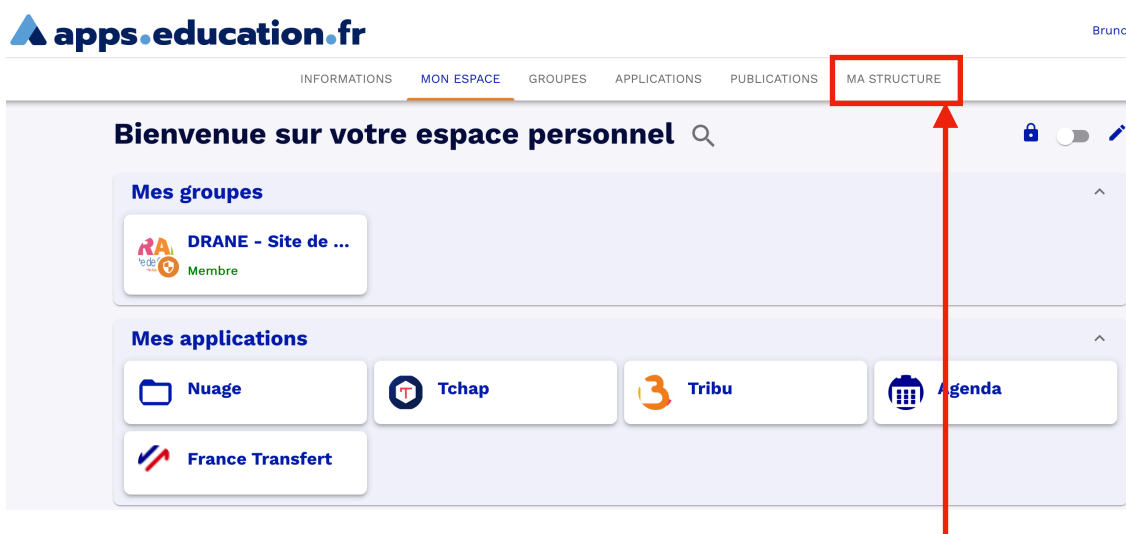 apps.education.fr
Bruno
INFORMATIONS MON ESPACE GROUPES APPLICATIONS PUBLICATIONS MA STRUCTURE
Bienvenue sur votre espace personnel
Mes groupes
DRANE - Site de ...
Membre
Mes applications
Nuage Tchap Tribu Agenda
France Transfert